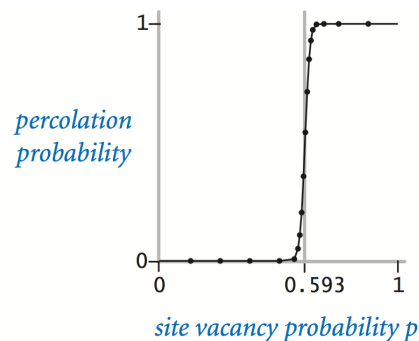 1
percolation
probability
0
0 0.593 1
site vacancy probability p